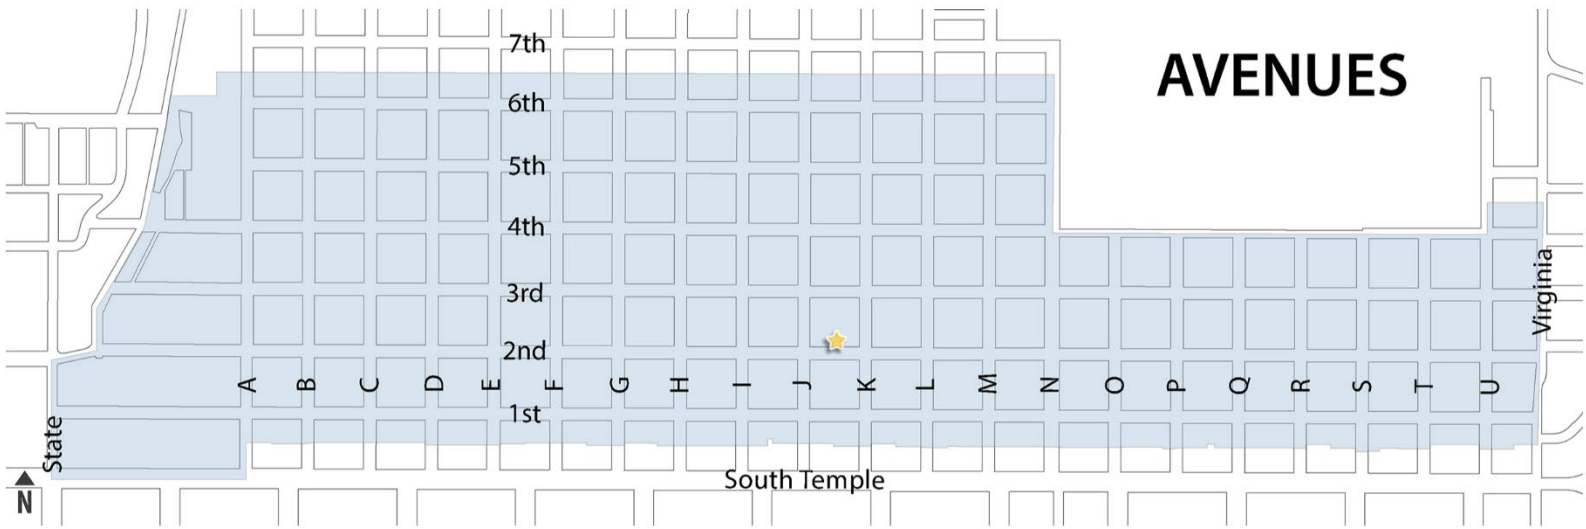 AVENUES
7th
6th
5th
4th
3rd
2nd
1st
A B C D E F G H I J K L M N O P Q R S T U
State
Virginia
South Temple
N